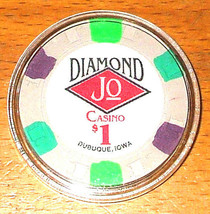 DIAMOND
JO
CASINO
$1
DUBUQUE, IOWA